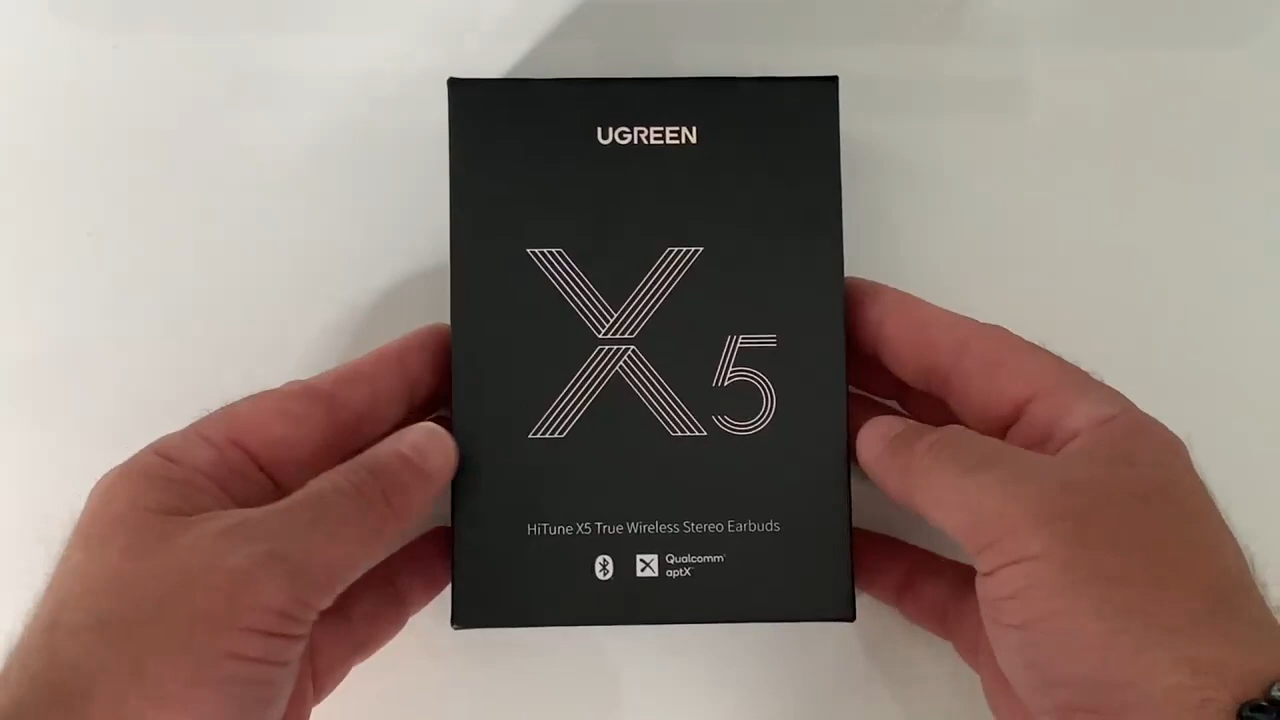 UGREEN
X5
HiTune X5 True Wireless Stereo Earbuds
Qualcomm
aptX